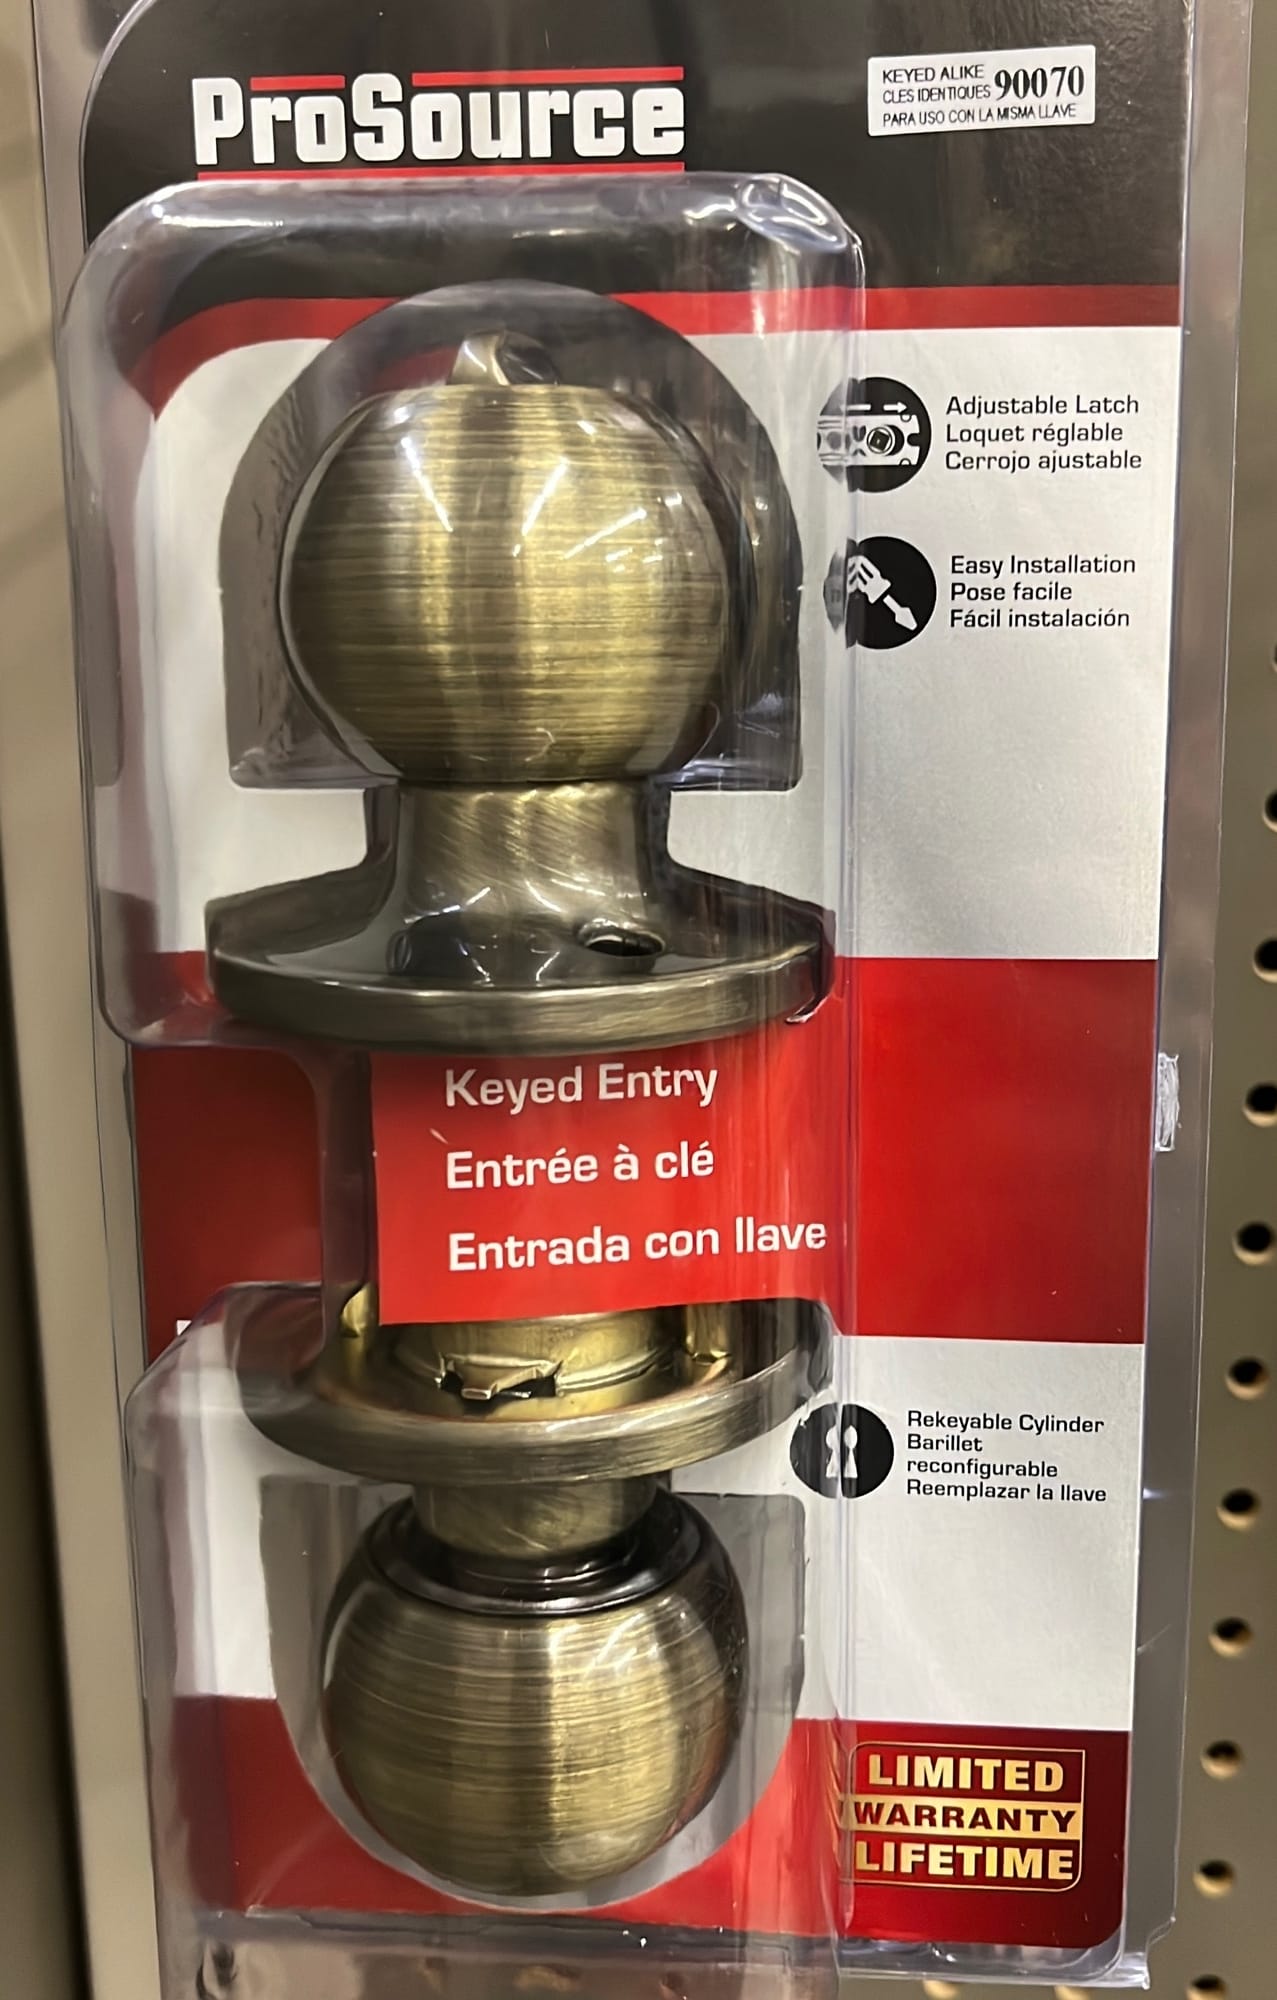 ProSource
KEYED ALIKE
CLES IDENTIQUES 90070
PARA USO CON LA MISMA LLAVE
Adjustable Latch
Loquet réglable
Cerrojo ajustable
Easy Installation
Pose facile
Fácil instalación
Keyed Entry
Entrée à clé
Entrada con llave
Rekeyable Cylinder
Barillet
reconfigurable
Reemplazar la llave
LIMITED
WARRANTY
LIFETIME